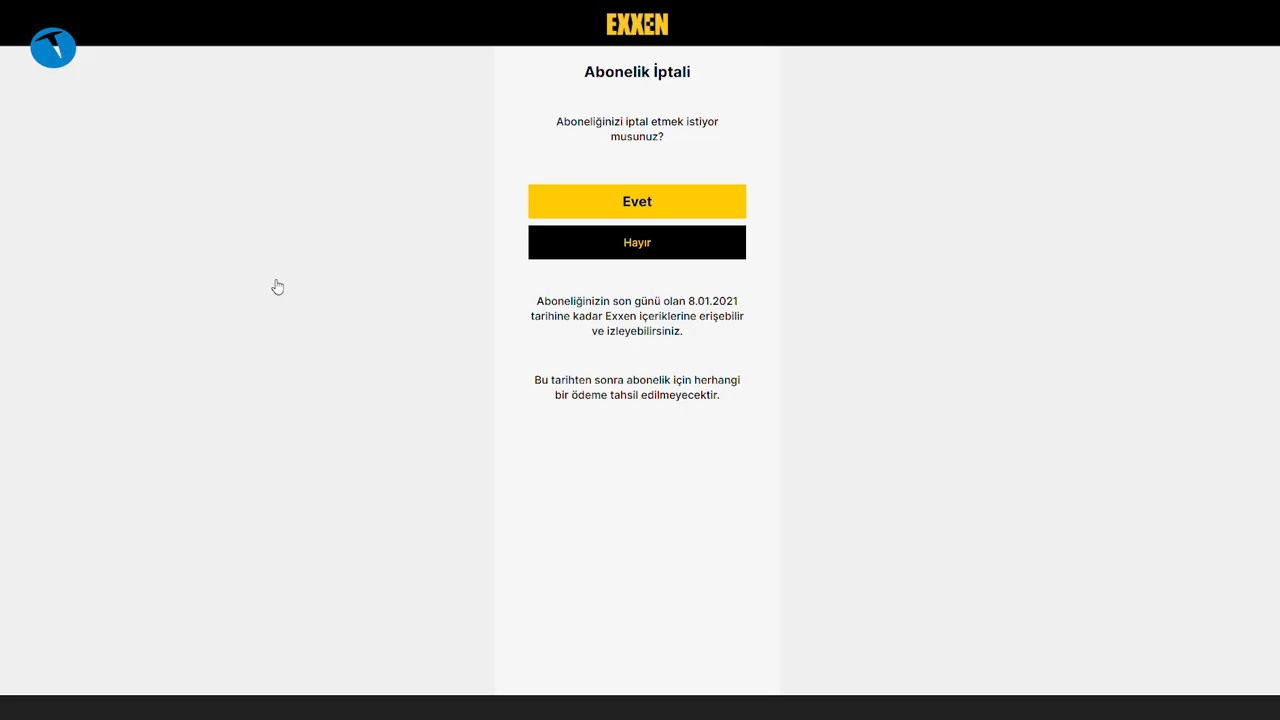 EXXEN
Abonelik İptali
Aboneliğinizi iptal etmek istiyor
musunuz?
Evet
Hayır
Aboneliğinizin son günü olan 8.01.2021
tarihine kadar Exxen içeriklerine erişebilir
ve izleyebilirsiniz.
Bu tarihten sonra abonelik için herhangi
bir ödeme tahsil edilmeyecektir.